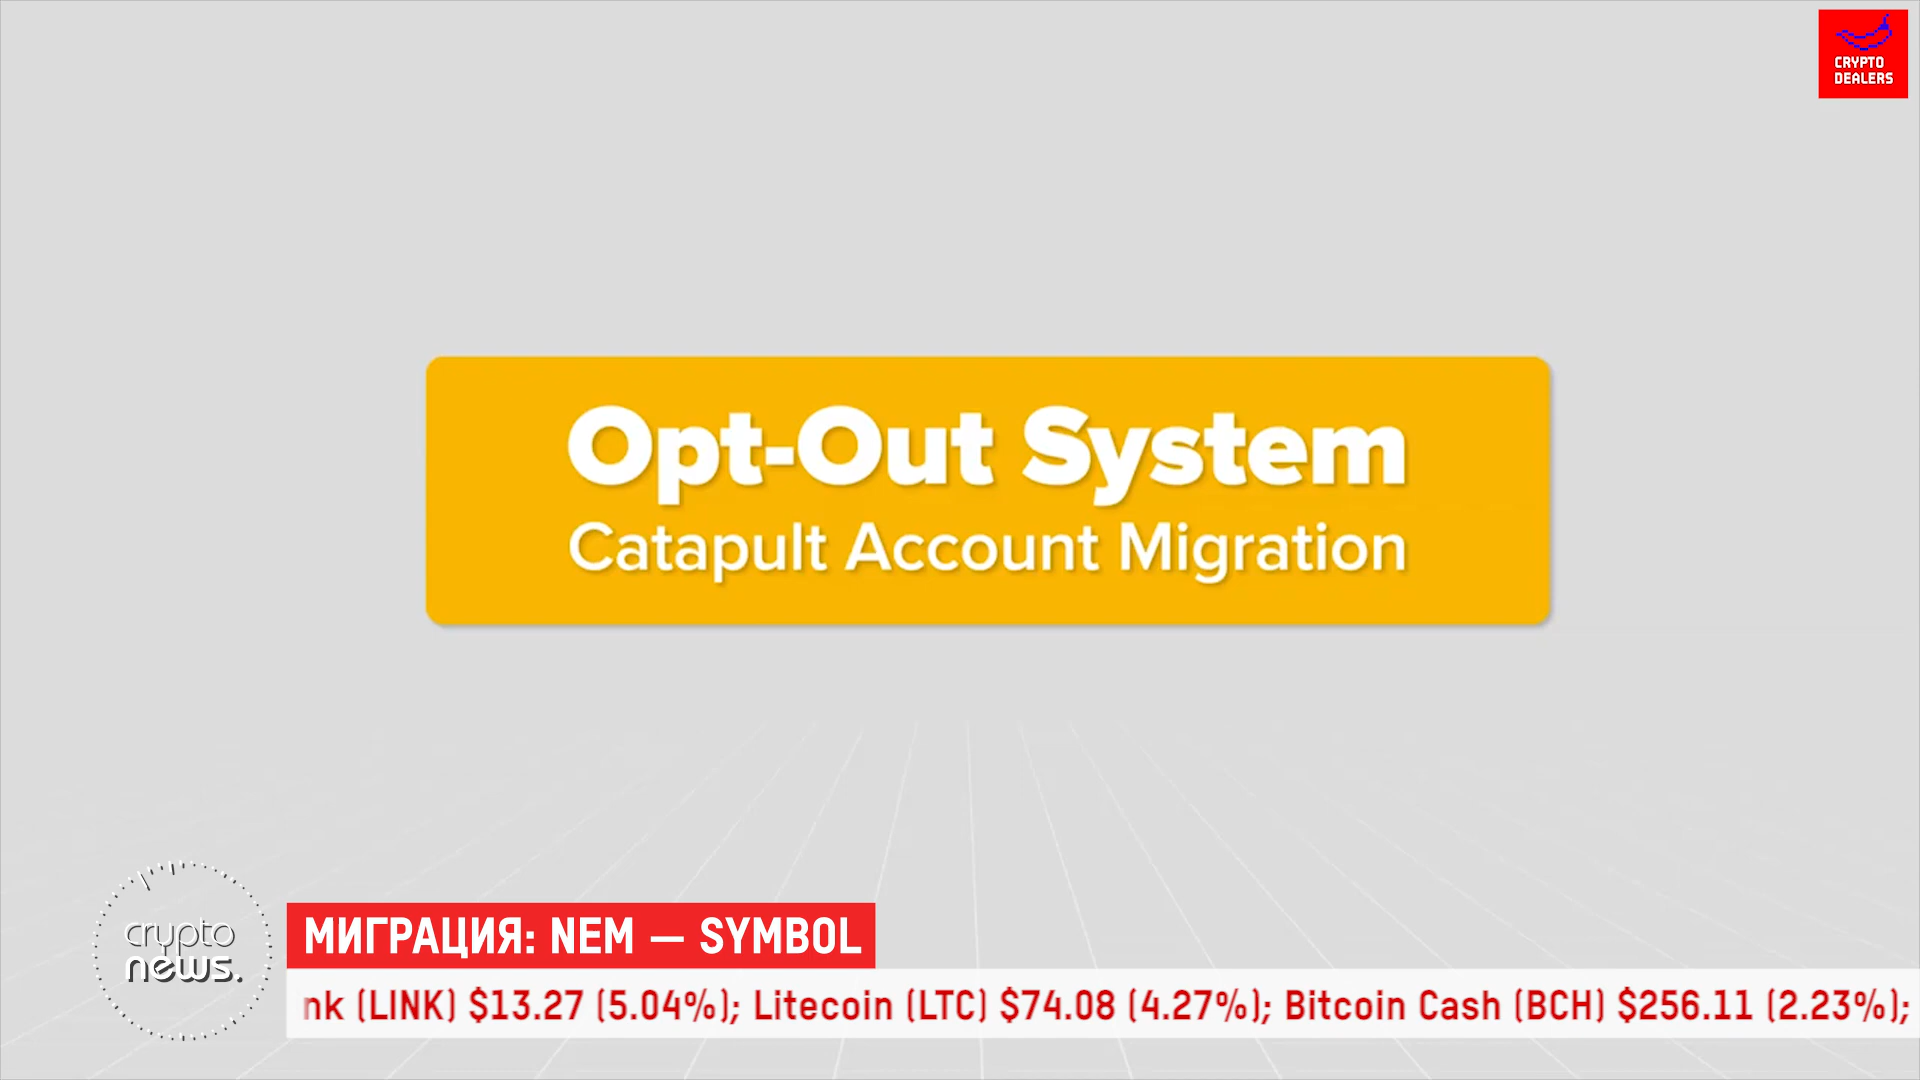 CRYPTO
DEALERS
Opt-Out System
Catapult Account Migration
crypto
news.
МИГРАЦИЯ: NEM — SYMBOL
nk (LINK) $13.27 (5.04%); Litecoin (LTC) $74.08 (4.27%); Bitcoin Cash (BCH) $256.11 (2.23%);